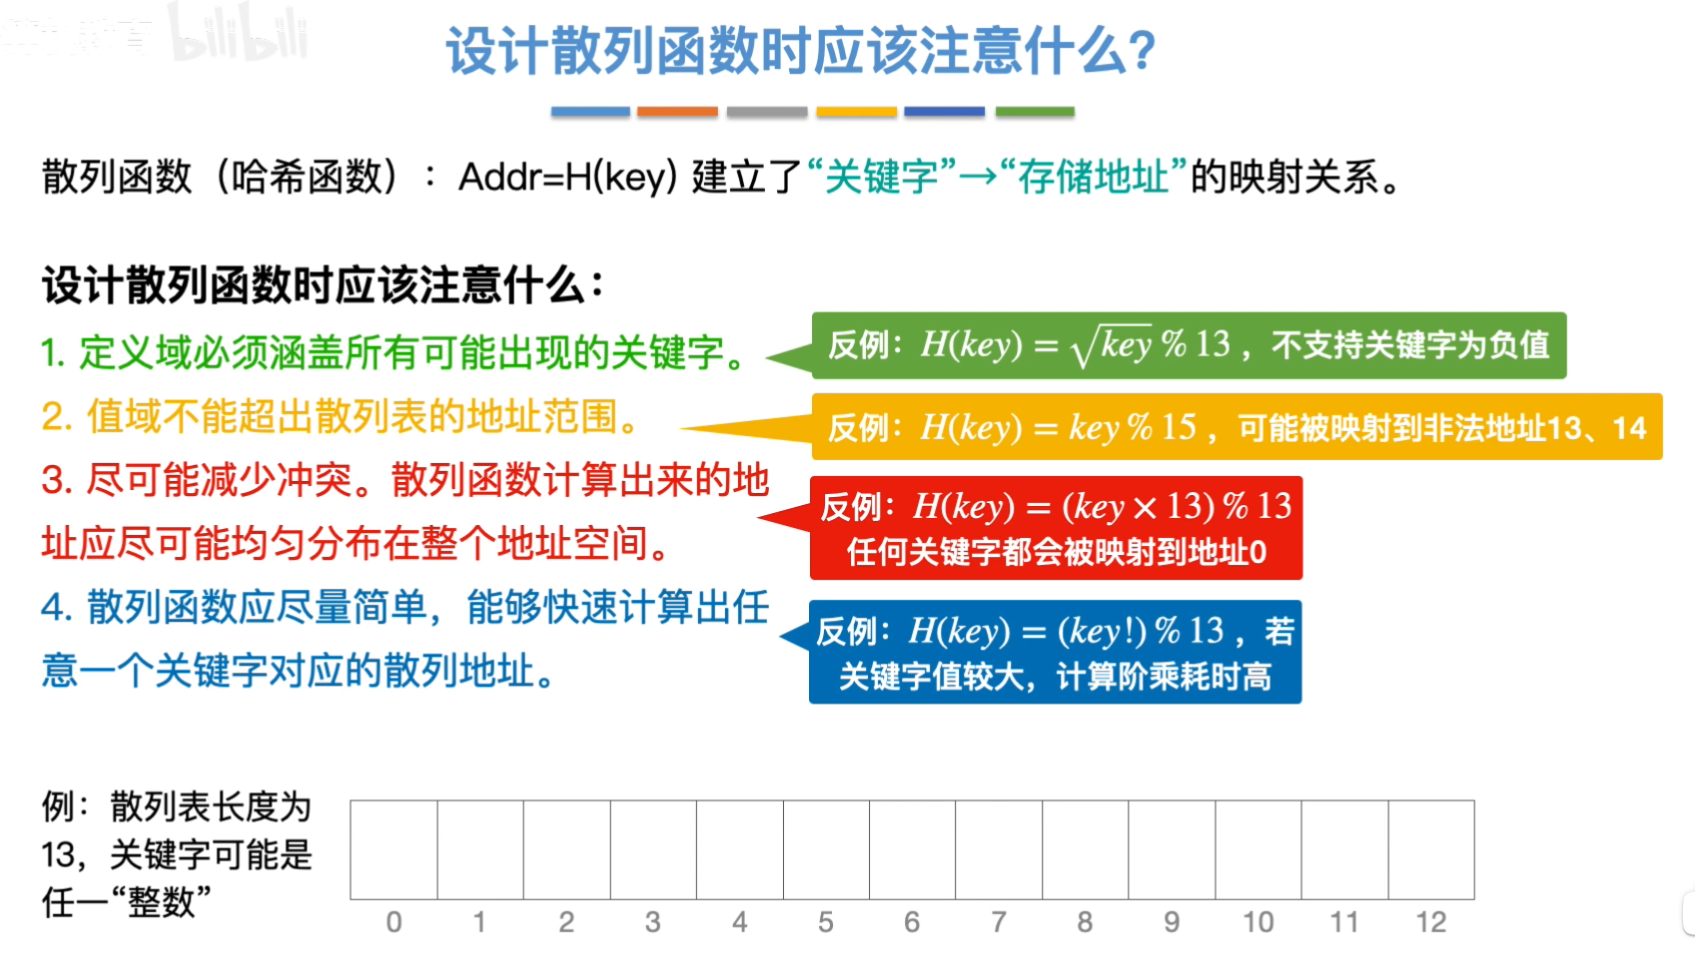 bilibili
设计散列函数时应该注意什么？
散列函数（哈希函数）：Addr=H(key) 建立了“关键字”→“存储地址”的映射关系。
设计散列函数时应该注意什么：
1. 定义域必须涵盖所有可能出现的关键字。
反例：H(key) = √key % 13，不支持关键字为负值
2. 值域不能超出散列表的地址范围。
反例：H(key) = key % 15，可能被映射到非法地址13、14
3. 尽可能减少冲突。散列函数计算出来的地
址应尽可能均匀分布在整个地址空间。
反例：H(key) = (key × 13) % 13
任何关键字都会被映射到地址0
4. 散列函数应尽量简单，能够快速计算出任
意一个关键字对应的散列地址。
反例：H(key) = (key!) % 13，若
关键字值较大，计算阶乘耗时高
例：散列表长度为
13，关键字可能是
任一“整数”
0 1 2 3 4 5 6 7 8 9 10 11 12